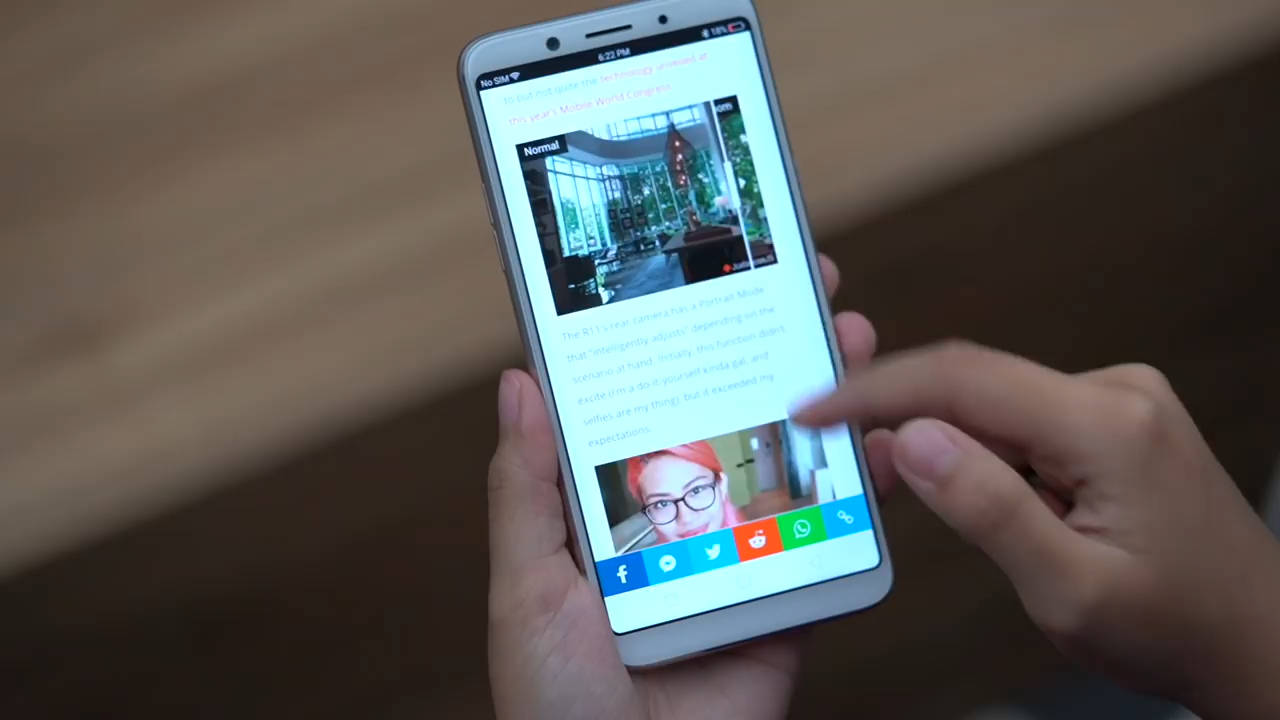 No SIM
6:22 PM
18%
to but not quite the technology unveiled at
this year's Mobile World Congress.
Normal
The R11's rear camera has a Portrait Mode
that "intelligently adjusts" depending on the
scenario at hand. Initially, this function didn't
excite (I'm a do it yourself kinda gal, and
selfies are my thing), but it exceeded my
expectations.